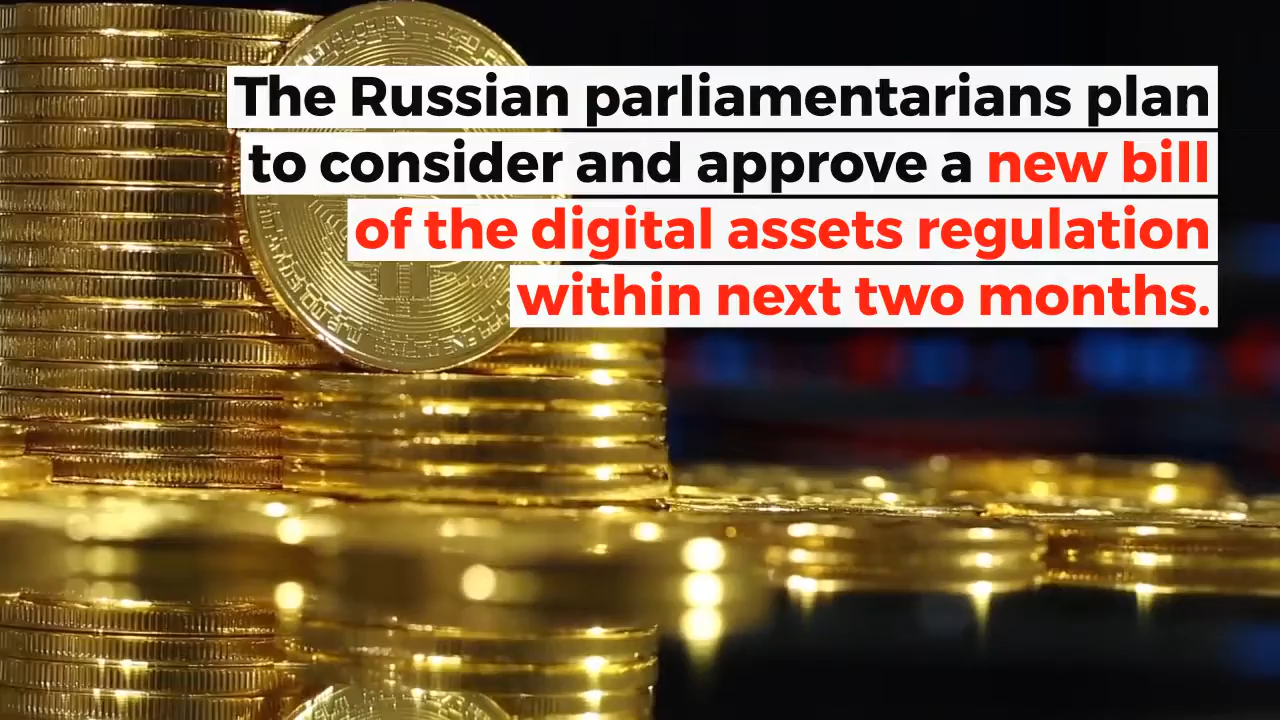 The Russian parliamentarians plan
to consider and approve a new bill
of the digital assets regulation
within next two months.